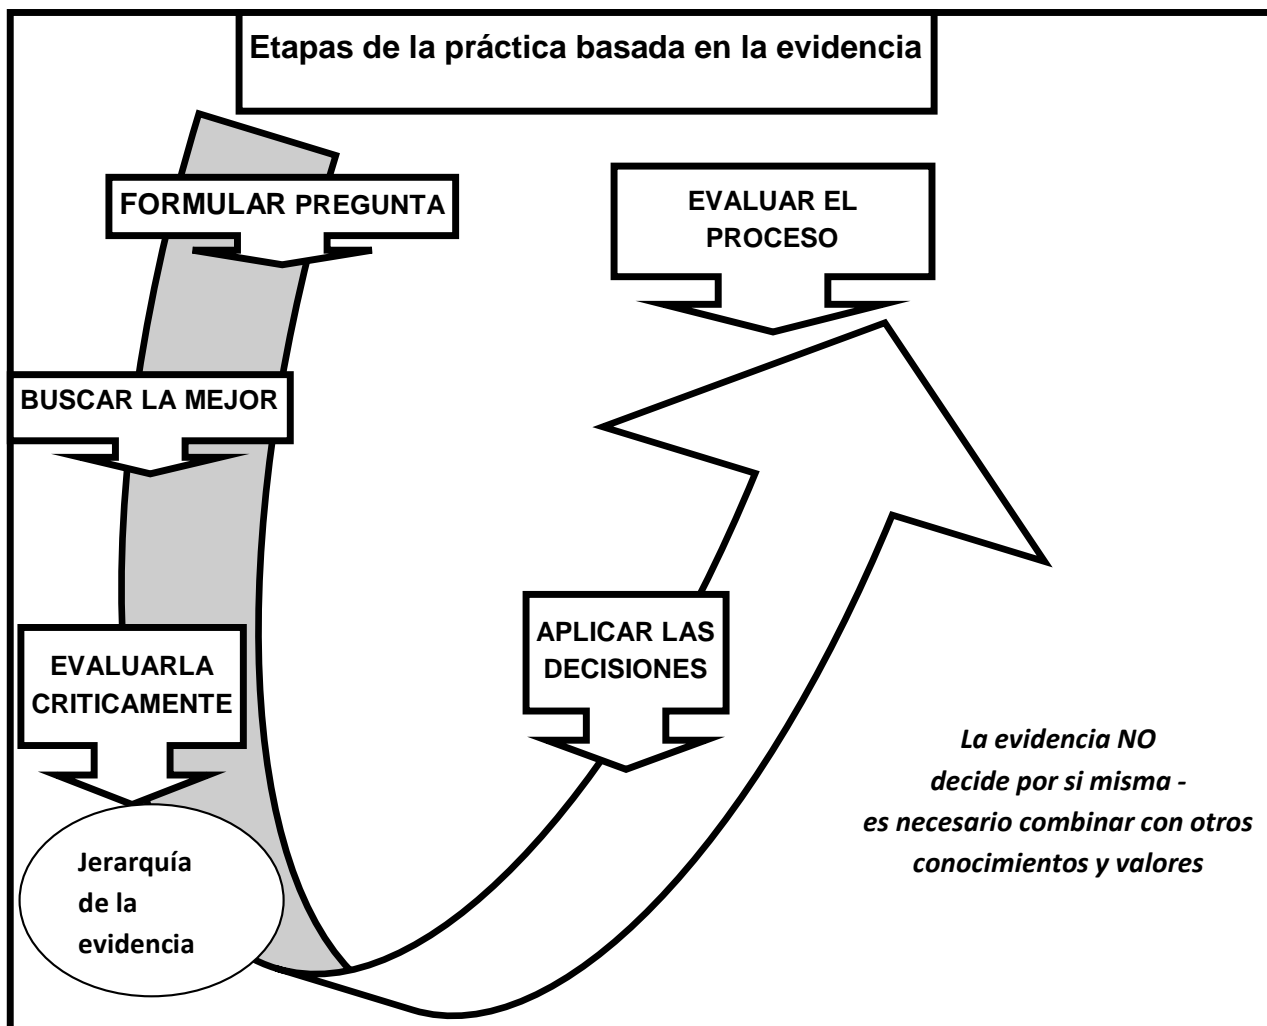 Etapas de la práctica basada en la evidencia
FORMULAR PREGUNTA
BUSCAR LA MEJOR
EVALUARLA
CRITICAMENTE
Jerarquía
de la
evidencia
APLICAR LAS
DECISIONES
EVALUAR EL
PROCESO
La evidencia NO
decide por si misma -
es necesario combinar con otros
conocimientos y valores